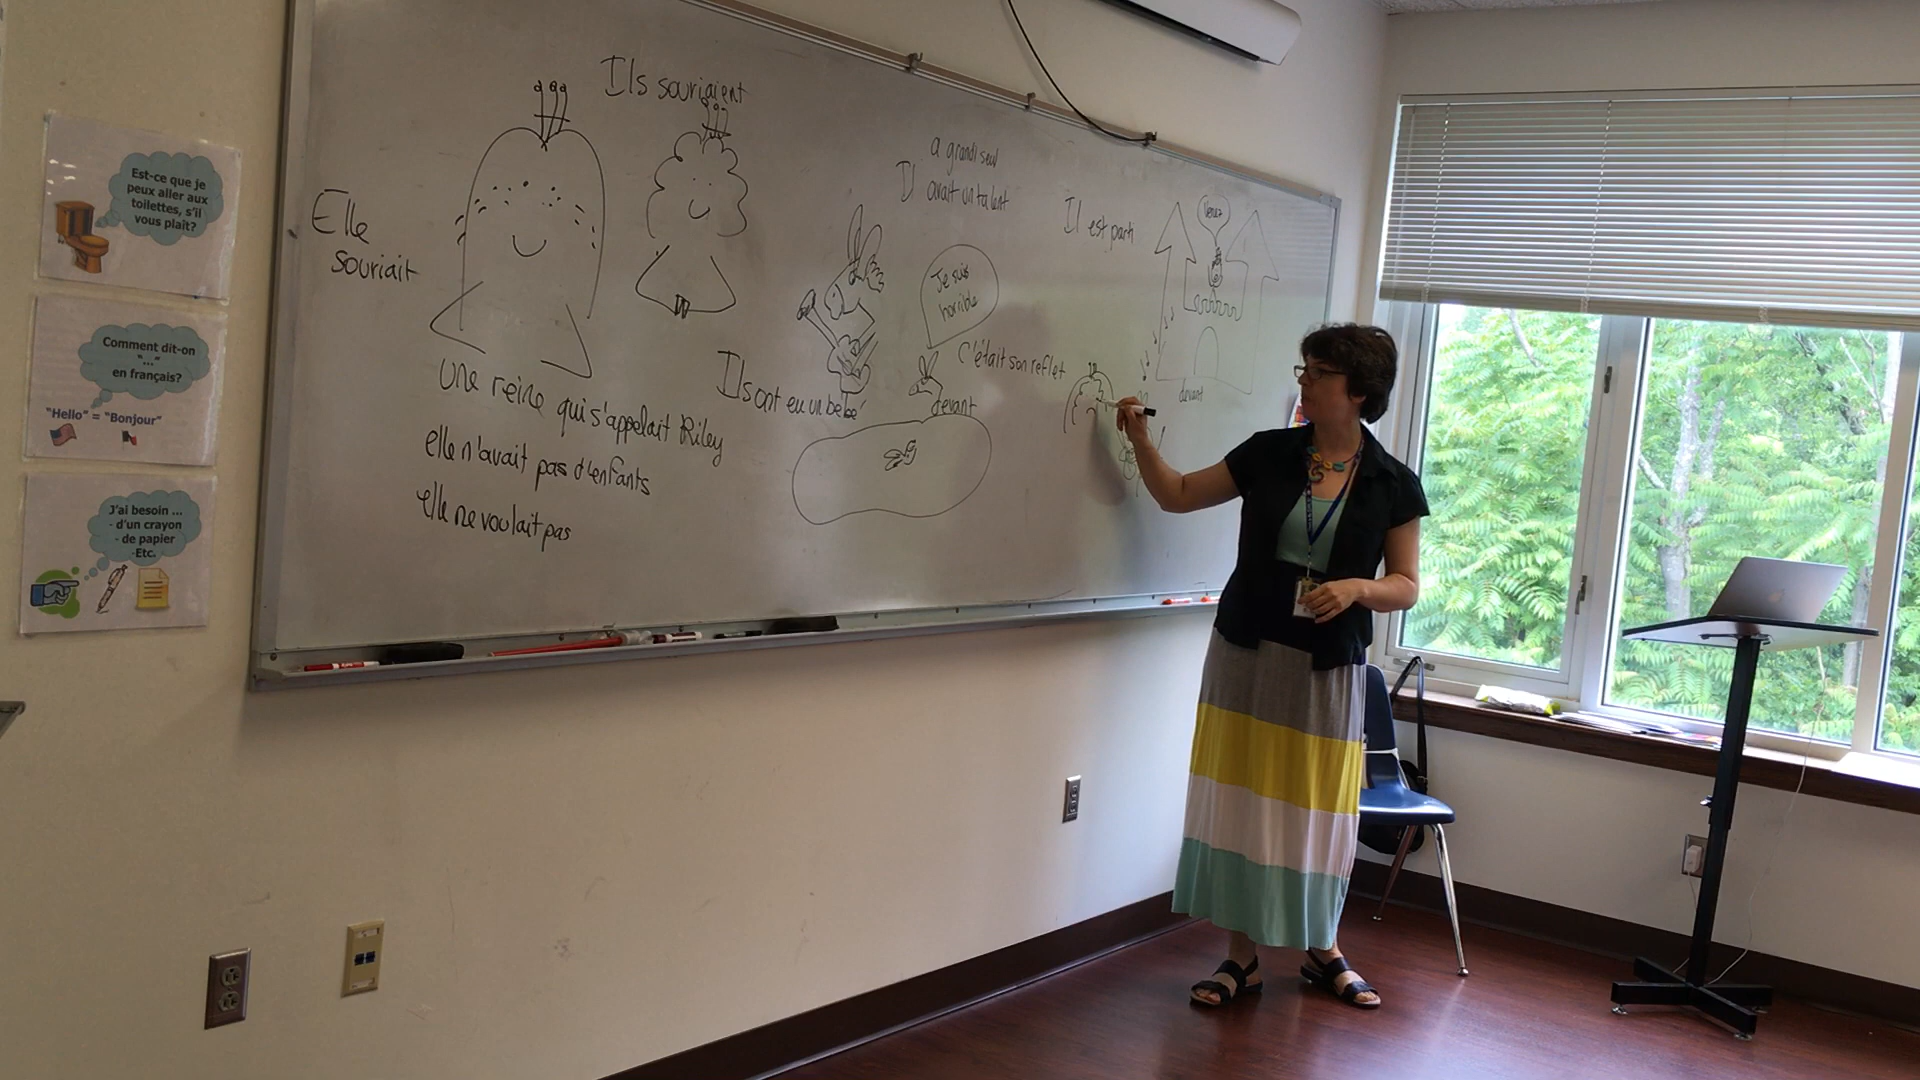 Est-ce que je
peux aller aux
toilettes, s'il
vous plaît?
Comment dit-on
"..."
en français?
"Hello" = "Bonjour"
J'ai besoin ...
- d'un crayon
- de papier
-Etc.
Ils souriaient
Elle
souriait
une reine qui s'appelait Riley
elle n'avait pas d'enfants
elle ne voulait pas
a grandi seul
Il avait un talent
Je suis
horrible
Ils ont eu un bébé
devant
C'était son reflet
Il est parti
Venez
devant